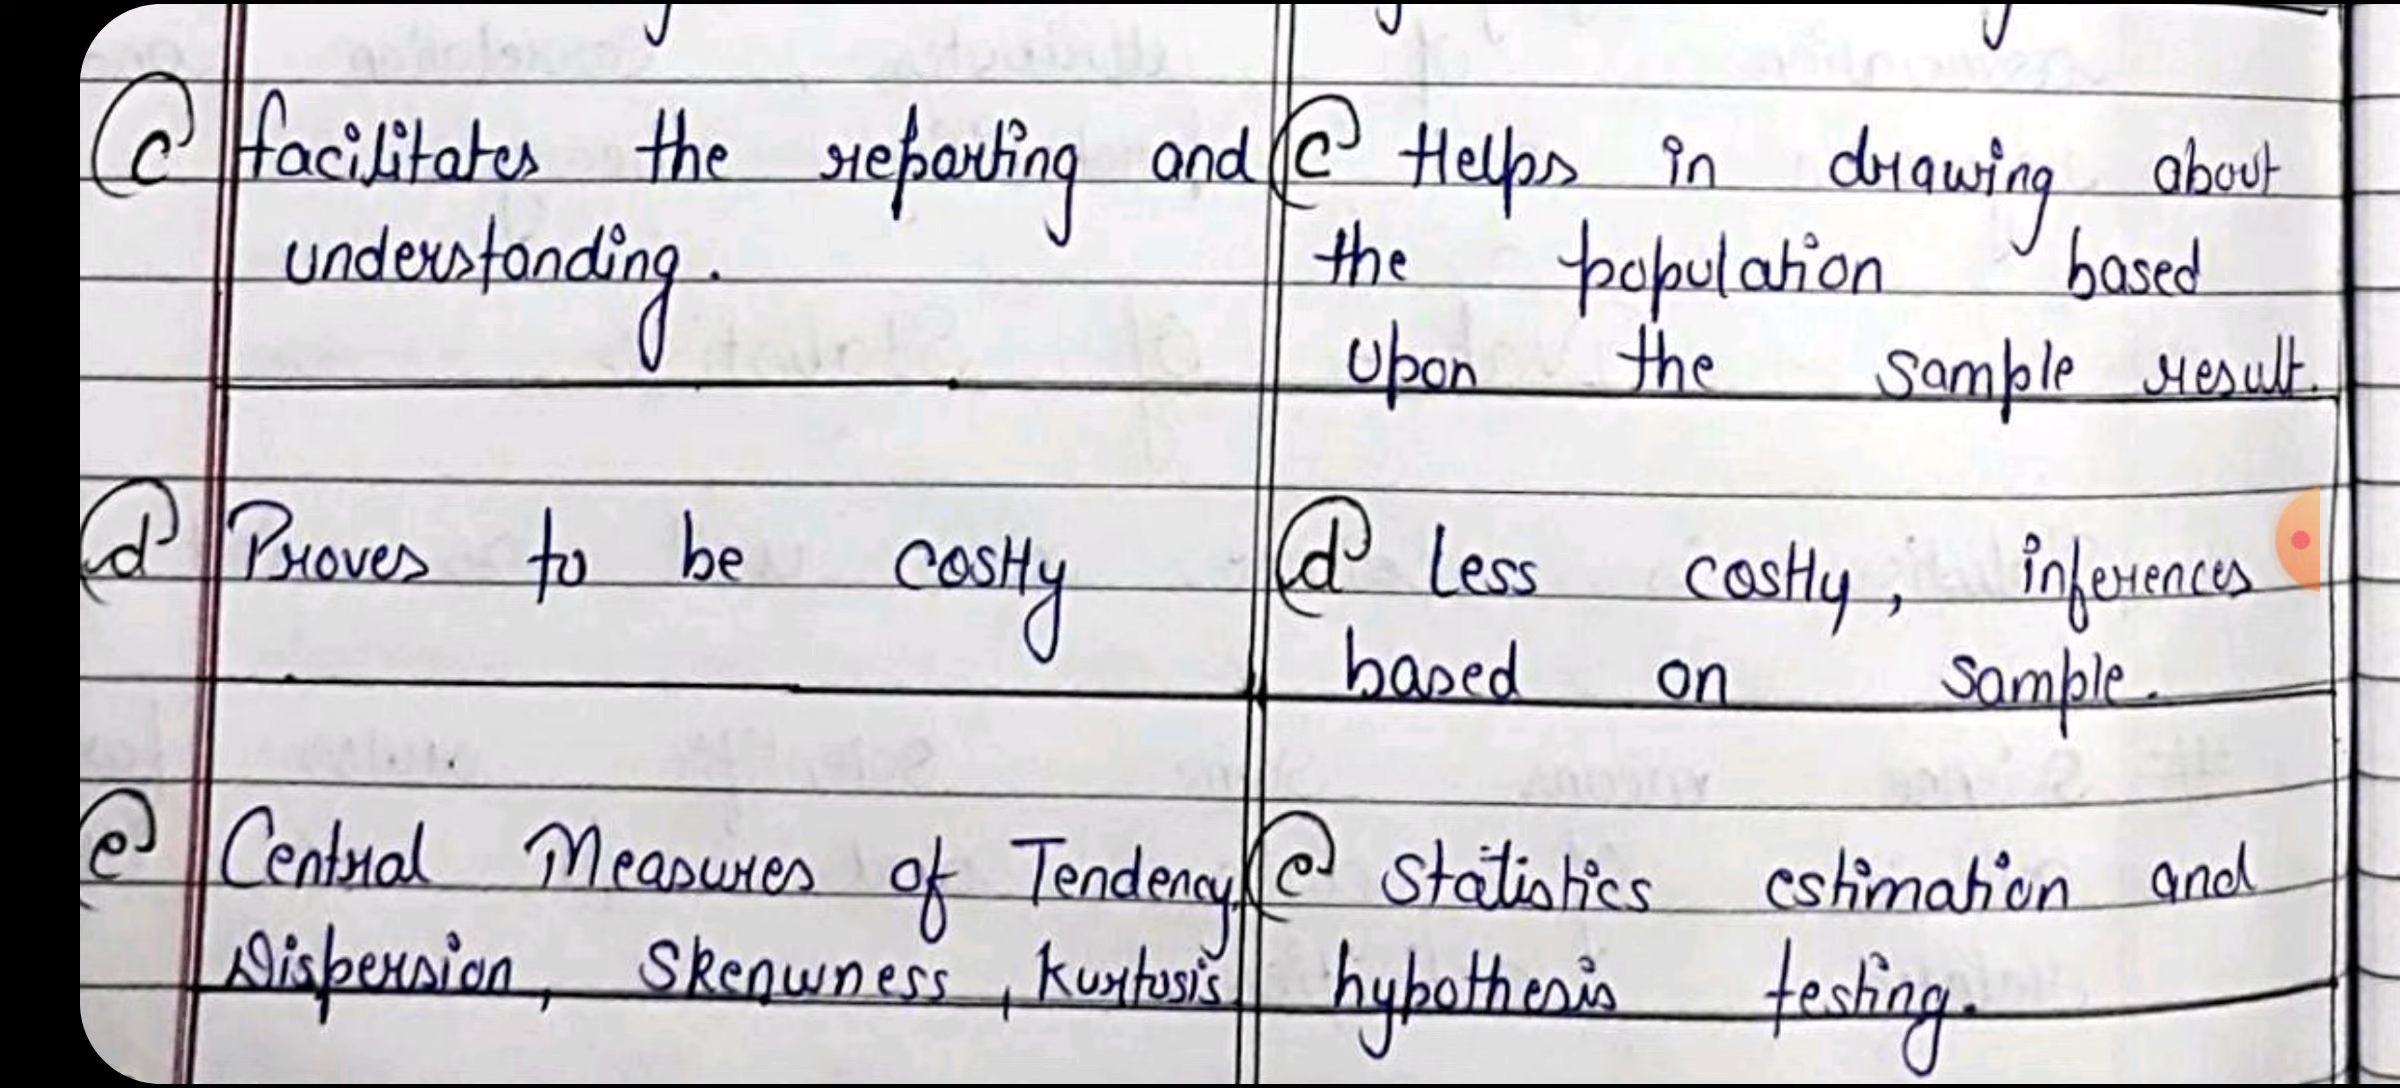 c facilitates the reporting and
understanding.
d Proves to be costly
e Central Measures of Tendency,
Dispersion, Skenwness, kurtosis
c Helps in drawing about
the population based
upon the sample result.
d Less costly, inferences
based on sample.
e Statistics estimation and
hypothesis testing.